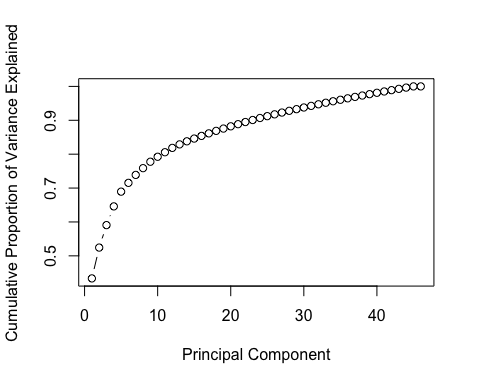 Cumulative Proportion of Variance Explained
0.9
0.7
0.5
0 10 20 30 40
Principal Component